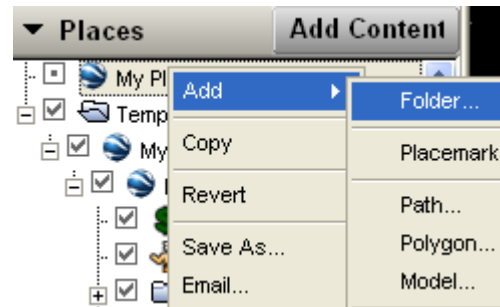 Places
Add Content
My Pl
Temp
My
Add
Copy
Revert
Save As...
Email...
Folder...
Placemark
Path...
Polygon...
Model...